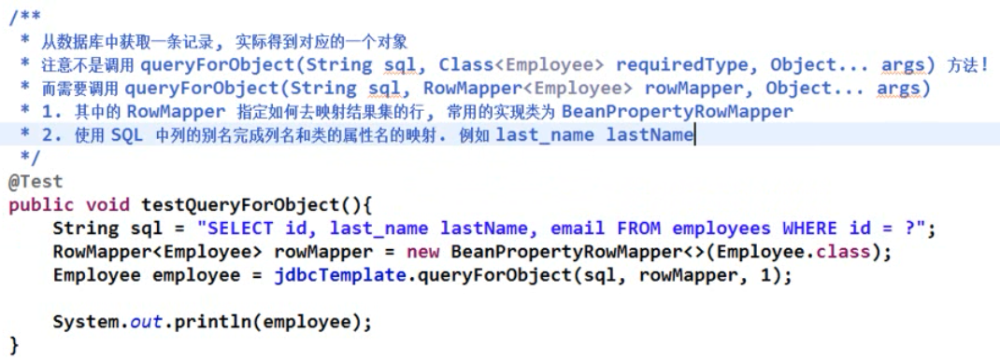 /**
 * 从数据库中获取一条记录, 实际得到对应的一个对象
 * 注意不是调用 queryForObject(String sql, Class<Employee> requiredType, Object... args) 方法!
 * 而需要调用 queryForObject(String sql, RowMapper<Employee> rowMapper, Object... args)
 * 1. 其中的 RowMapper 指定如何去映射结果集的行, 常用的实现类为 BeanPropertyRowMapper
 * 2. 使用 SQL 中列的别名完成列名和类的属性名的映射. 例如 last_name lastName
 */
@Test
public void testQueryForObject(){
    String sql = "SELECT id, last_name lastName, email FROM employees WHERE id = ?";
    RowMapper<Employee> rowMapper = new BeanPropertyRowMapper<>(Employee.class);
    Employee employee = jdbcTemplate.queryForObject(sql, rowMapper, 1);

    System.out.println(employee);
}